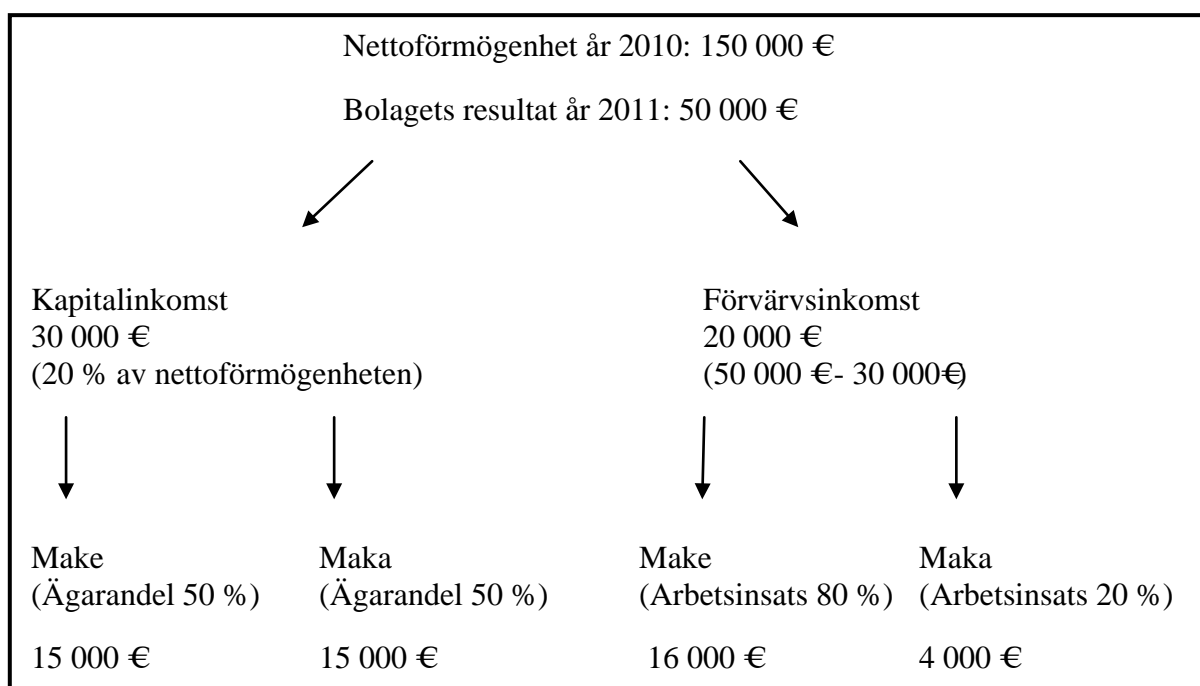 Nettoförmögenhet år 2010: 150 000 €
Bolagets resultat år 2011: 50 000 €
Kapitalinkomst
30 000 €
(20 % av nettoförmögenheten)
Förvärvsinkomst
20 000 €
(50 000 €- 30 000€)
Make
(Ägarandel 50 %)
15 000 €
Maka
(Ägarandel 50 %)
15 000 €
Make
(Arbetsinsats 80 %)
16 000 €
Maka
(Arbetsinsats 20 %)
4 000 €